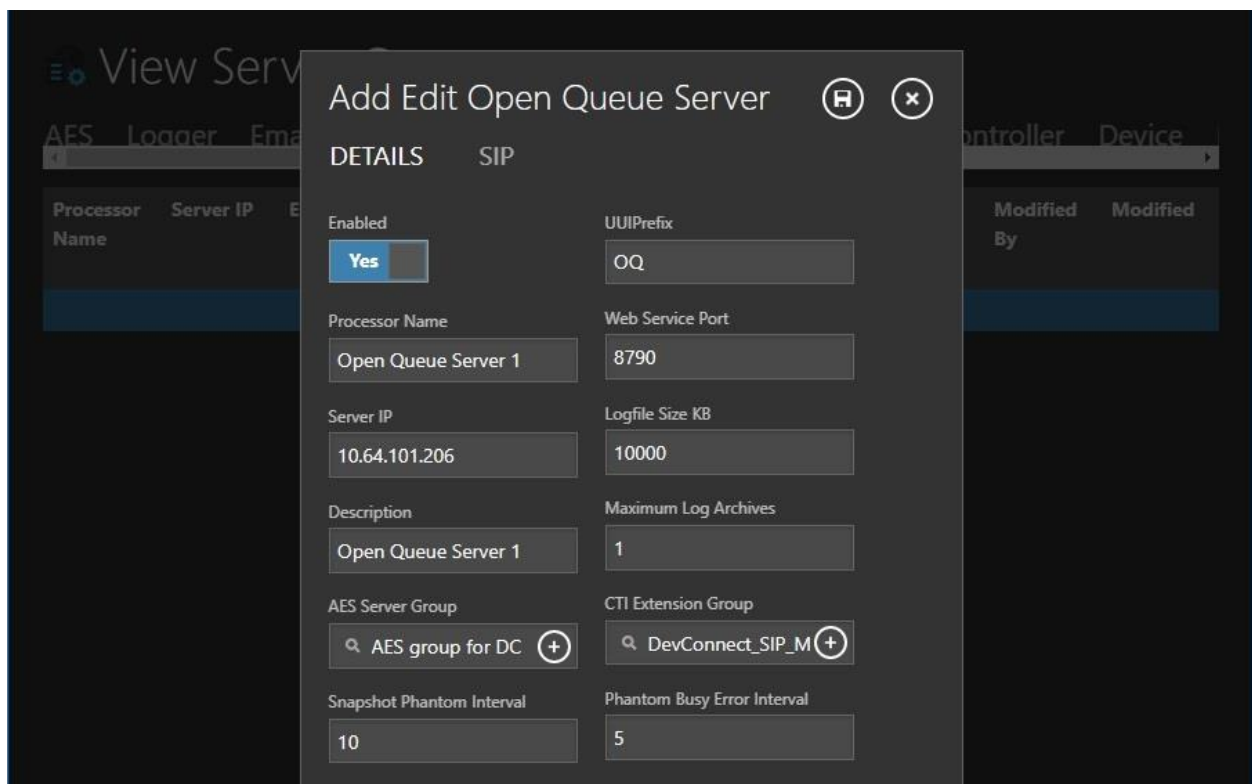 View Serv
Add Edit Open Queue Server
AES Logger Ema
ontroller Device
DETAILS SIP
Processor Name
Server IP
E
Modified By
Modified
Enabled
Yes
UUIPrefix
OQ
Processor Name
Open Queue Server 1
Web Service Port
8790
Server IP
10.64.101.206
Logfile Size KB
10000
Description
Open Queue Server 1
Maximum Log Archives
1
AES Server Group
AES group for DC
CTI Extension Group
DevConnect_SIP_M
Snapshot Phantom Interval
10
Phantom Busy Error Interval
5